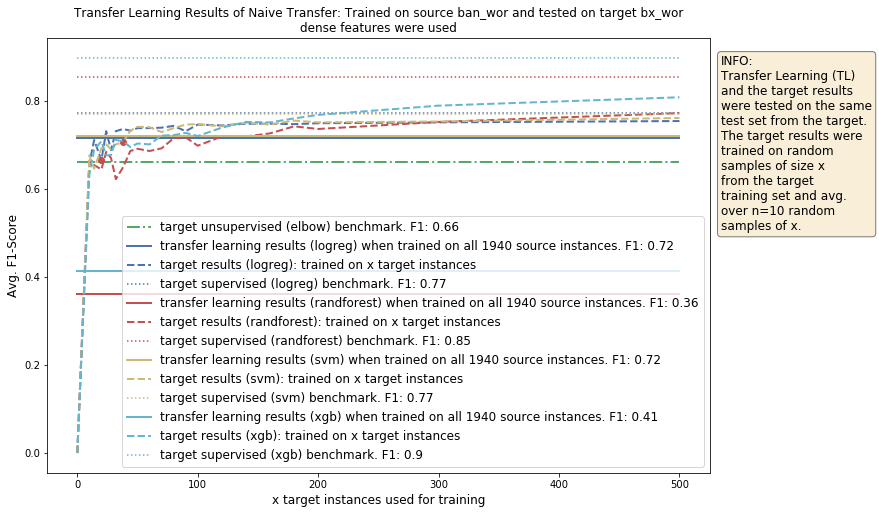 Transfer Learning Results of Naive Transfer: Trained on source ban_wor and tested on target bx_wor
dense features were used
Avg. F1-Score
0.8
0.6
0.4
0.2
0.0
0
100
200
300
400
500
x target instances used for training
target unsupervised (elbow) benchmark. F1: 0.66
transfer learning results (logreg) when trained on all 1940 source instances. F1: 0.72
target results (logreg): trained on x target instances
target supervised (logreg) benchmark. F1: 0.77
transfer learning results (randforest) when trained on all 1940 source instances. F1: 0.36
target results (randforest): trained on x target instances
target supervised (randforest) benchmark. F1: 0.85
transfer learning results (svm) when trained on all 1940 source instances. F1: 0.72
target results (svm): trained on x target instances
target supervised (svm) benchmark. F1: 0.77
transfer learning results (xgb) when trained on all 1940 source instances. F1: 0.41
target results (xgb): trained on x target instances
target supervised (xgb) benchmark. F1: 0.9
INFO:
Transfer Learning (TL)
and the target results
were tested on the same
test set from the target.
The target results were
trained on random
samples of size x
from the target
training set and avg.
over n=10 random
samples of x.